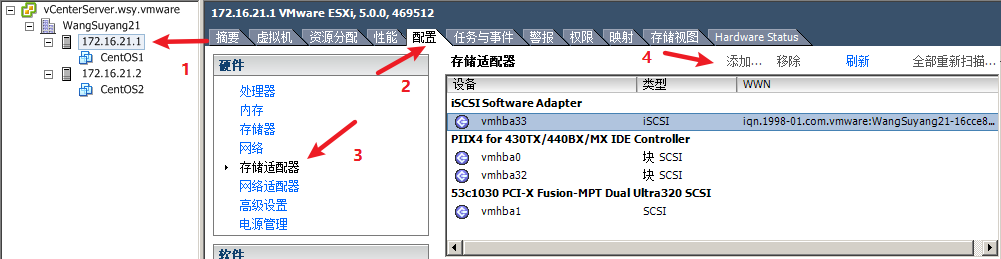 vCenterServer.wsy.vmware
WangSuyang21
172.16.21.1
CentOS1
172.16.21.2
CentOS2
1
172.16.21.1 VMware ESXi, 5.0.0, 469512
摘要 虚拟机 资源分配 性能 配置 任务与事件 警报 权限 映射 存储视图 Hardware Status
2
硬件
处理器
内存
存储器
网络
存储适配器
网络适配器
高级设置
电源管理
3
软件
4
存储适配器 添加... 移除 刷新 全部重新扫描...
设备 类型 WWN
iSCSI Software Adapter
vmhba33 iSCSI iqn.1998-01.com.vmware:WangSuyang21-16cce8...
PIIX4 for 430TX/440BX/MX IDE Controller
vmhba0 块 SCSI
vmhba32 块 SCSI
53c1030 PCI-X Fusion-MPT Dual Ultra320 SCSI
vmhba1 SCSI